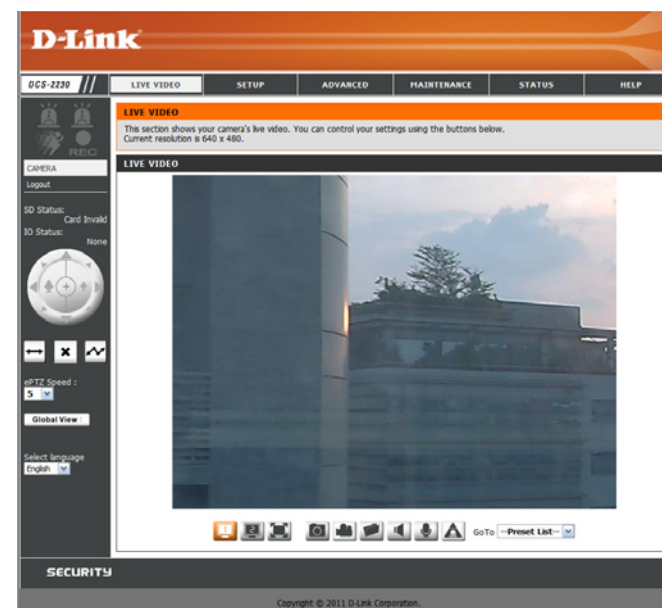 D-Link
DCS-2230
LIVE VIDEO
SETUP
ADVANCED
MAINTENANCE
STATUS
HELP
LIVE VIDEO
This section shows your camera's live video. You can control your settings using the buttons below.
Current resolution is 640 x 480.
REC
CAMERA
Logout
LIVE VIDEO
SD Status:
Card Invalid
IO Status:
None
ePTZ Speed :
5
Global View :
Select language
English
1
2
GoTo
--Preset List--
SECURITY
Copyright © 2011 D-Link Corporation.